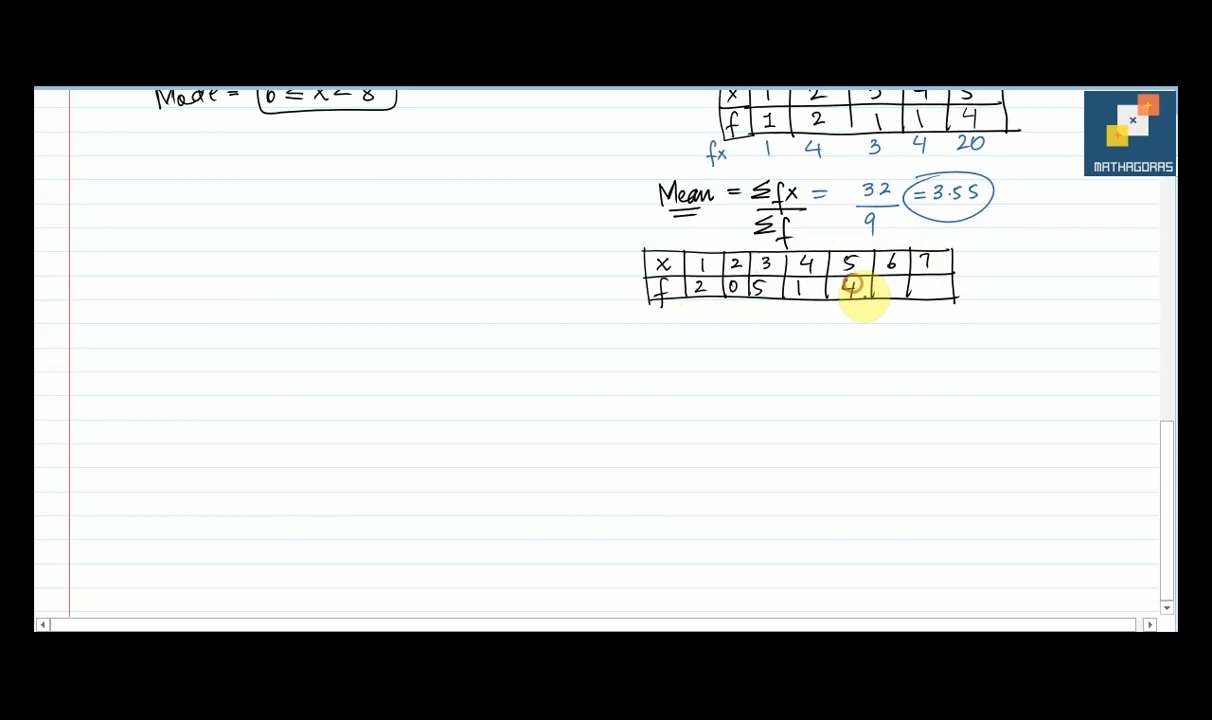 Mode = 6 ≤ x < 8
x 1 2 3 4 5
f 1 2 1 1 4
fx 1 4 3 4 20
MATHAGORAS
Mean = Σfx / Σf = 32 / 9 = 3.55
x 1 2 3 4 5 6 7
f 2 0 5 1 4